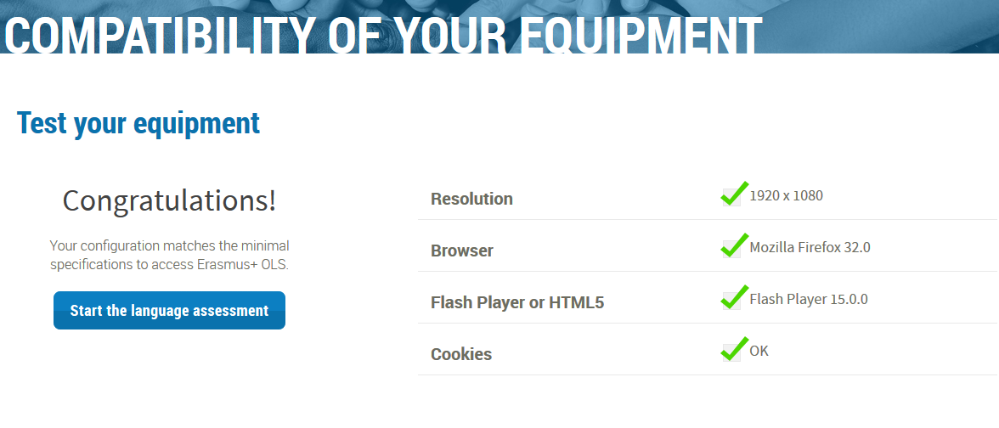 COMPATIBILITY OF YOUR EQUIPMENT
Test your equipment
Congratulations!
Your configuration matches the minimal
specifications to access Erasmus+ OLS.
Start the language assessment
Resolution 1920 x 1080
Browser Mozilla Firefox 32.0
Flash Player or HTML5 Flash Player 15.0.0
Cookies OK